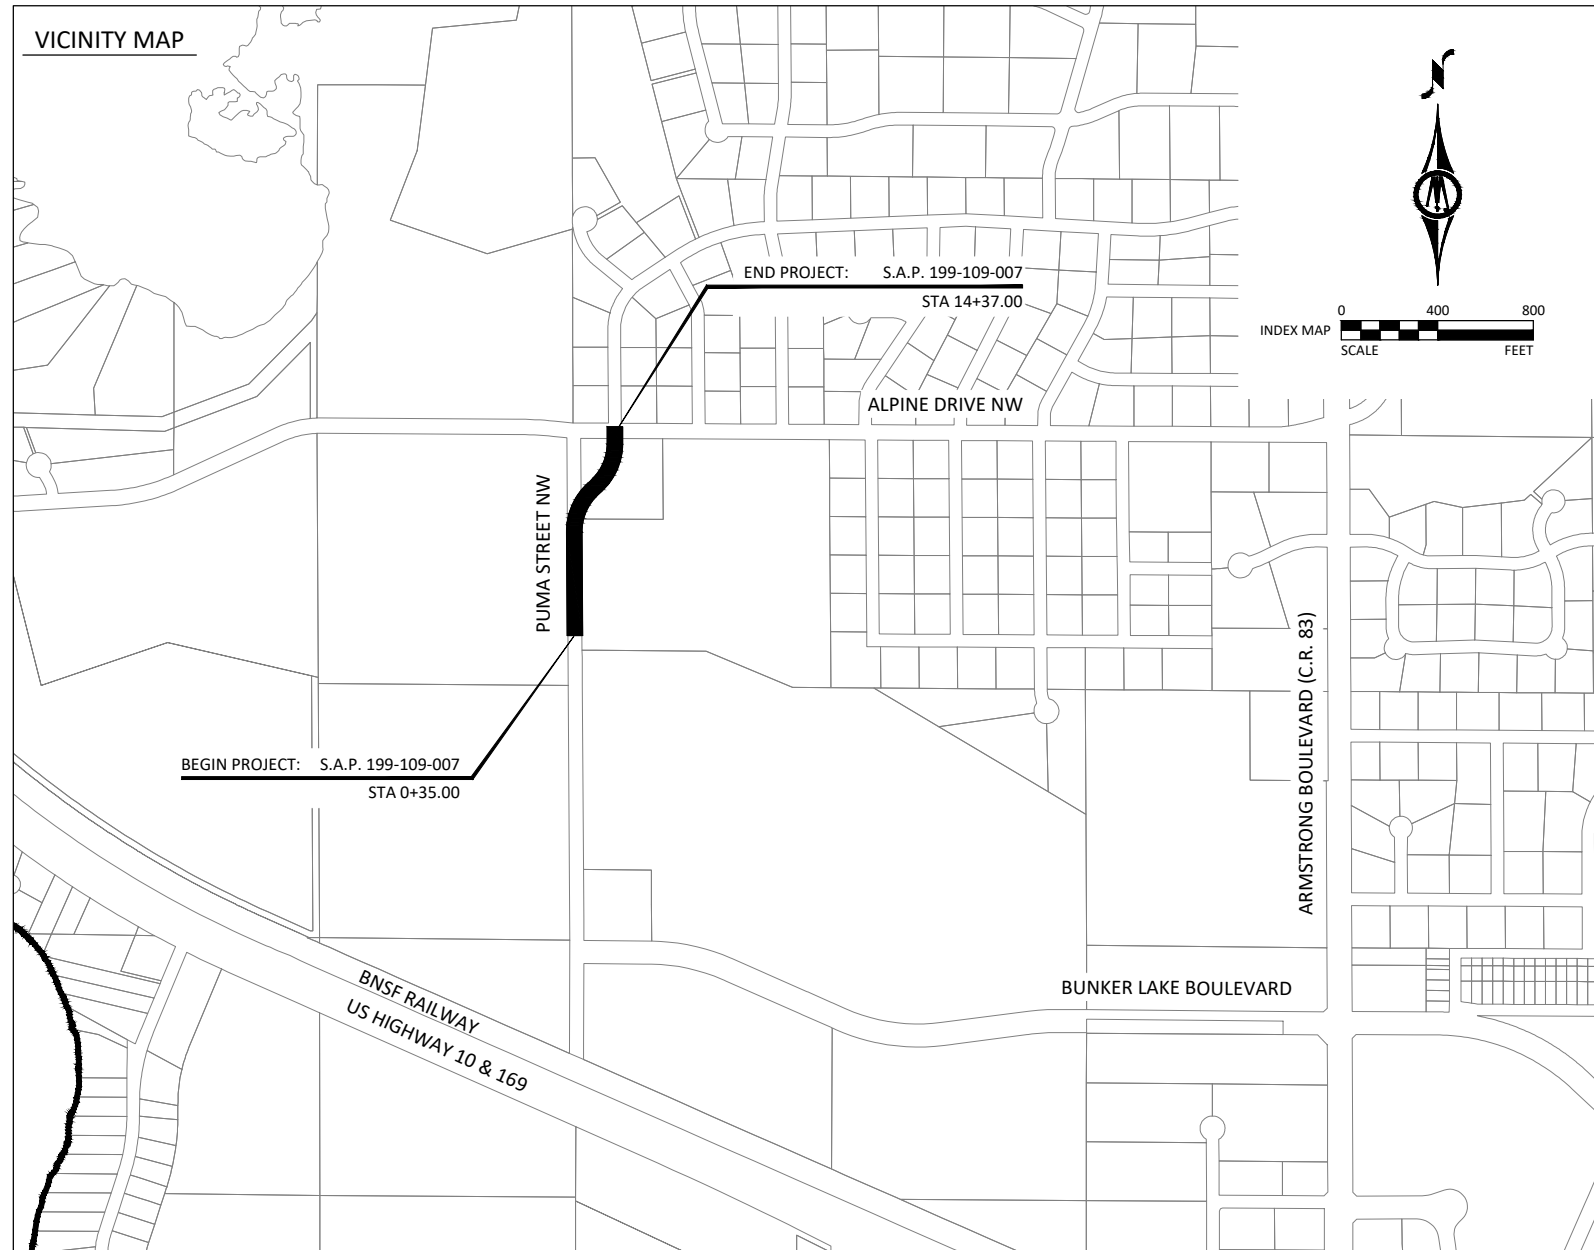 VICINITY MAP
N
END PROJECT: S.A.P. 199-109-007
STA 14+37.00
0 400 800
INDEX MAP
SCALE FEET
ALPINE DRIVE NW
PUMA STREET NW
ARMSTRONG BOULEVARD (C.R. 83)
BEGIN PROJECT: S.A.P. 199-109-007
STA 0+35.00
BNSF RAILWAY
US HIGHWAY 10 & 169
BUNKER LAKE BOULEVARD